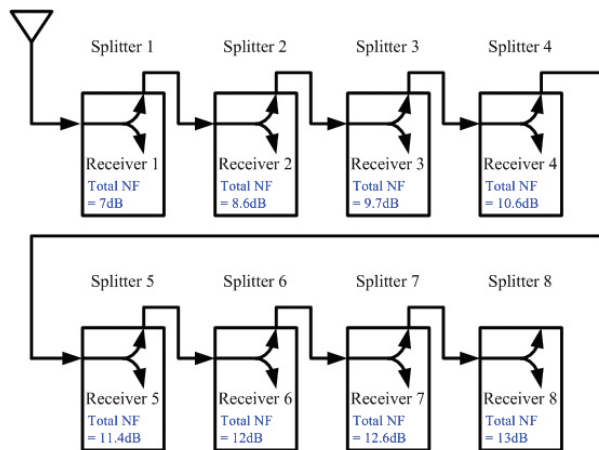 Splitter 1
Splitter 2
Splitter 3
Splitter 4
Receiver 1
Receiver 2
Receiver 3
Receiver 4
Total NF
= 7dB
Total NF
= 8.6dB
Total NF
= 9.7dB
Total NF
= 10.6dB
Splitter 5
Splitter 6
Splitter 7
Splitter 8
Receiver 5
Receiver 6
Receiver 7
Receiver 8
Total NF
= 11.4dB
Total NF
= 12dB
Total NF
= 12.6dB
Total NF
= 13dB